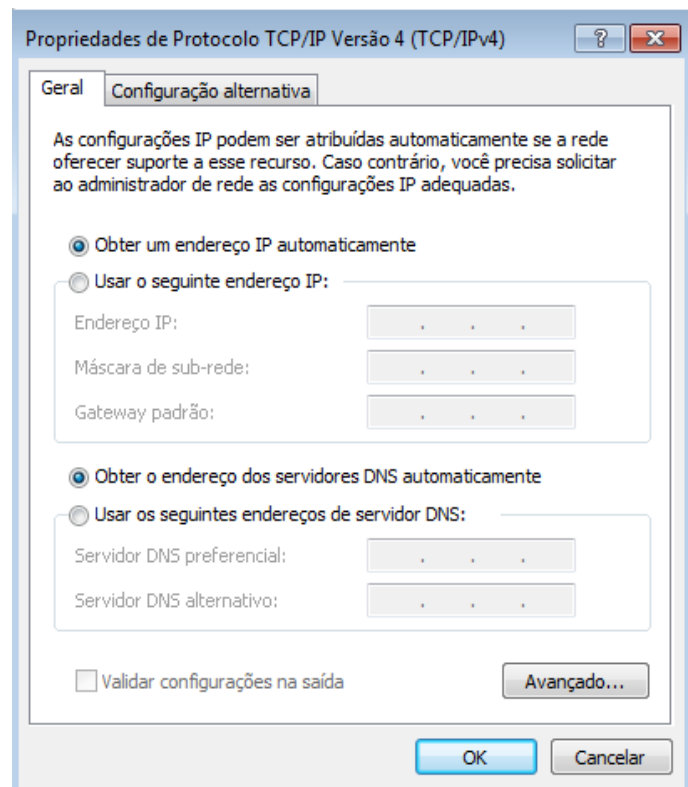 Propriedades de Protocolo TCP/IP Versão 4 (TCP/IPv4)
Geral
Configuração alternativa
As configurações IP podem ser atribuídas automaticamente se a rede
oferecer suporte a esse recurso. Caso contrário, você precisa solicitar
ao administrador de rede as configurações IP adequadas.
Obter um endereço IP automaticamente
Usar o seguinte endereço IP:
Endereço IP:
Máscara de sub-rede:
Gateway padrão:
Obter o endereço dos servidores DNS automaticamente
Usar os seguintes endereços de servidor DNS:
Servidor DNS preferencial:
Servidor DNS alternativo:
Validar configurações na saída
Avançado...
OK
Cancelar